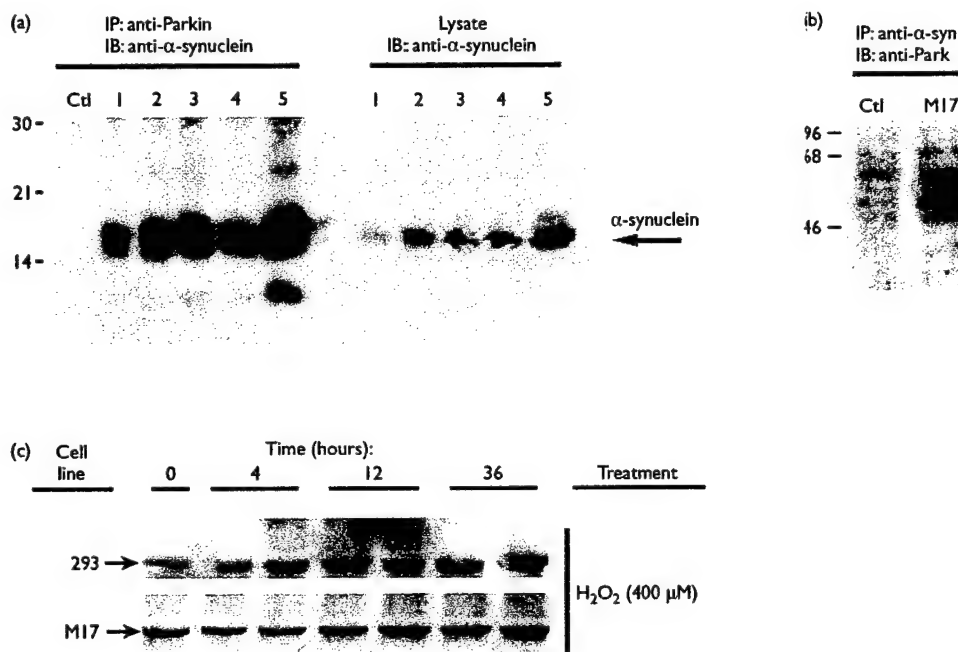 (a)
IP: anti-Parkin
IB: anti-α-synuclein
Lysate
IB: anti-α-synuclein
Ctl 1 2 3 4 5 1 2 3 4 5
30
21
14
α-synuclein
ib)
IP: anti-α-syn
IB: anti-Park
Ctl M17
96
68
46
(c) Cell line
Time (hours):
0 4 12 36
Treatment
293
M17
H₂O₂ (400 μM)